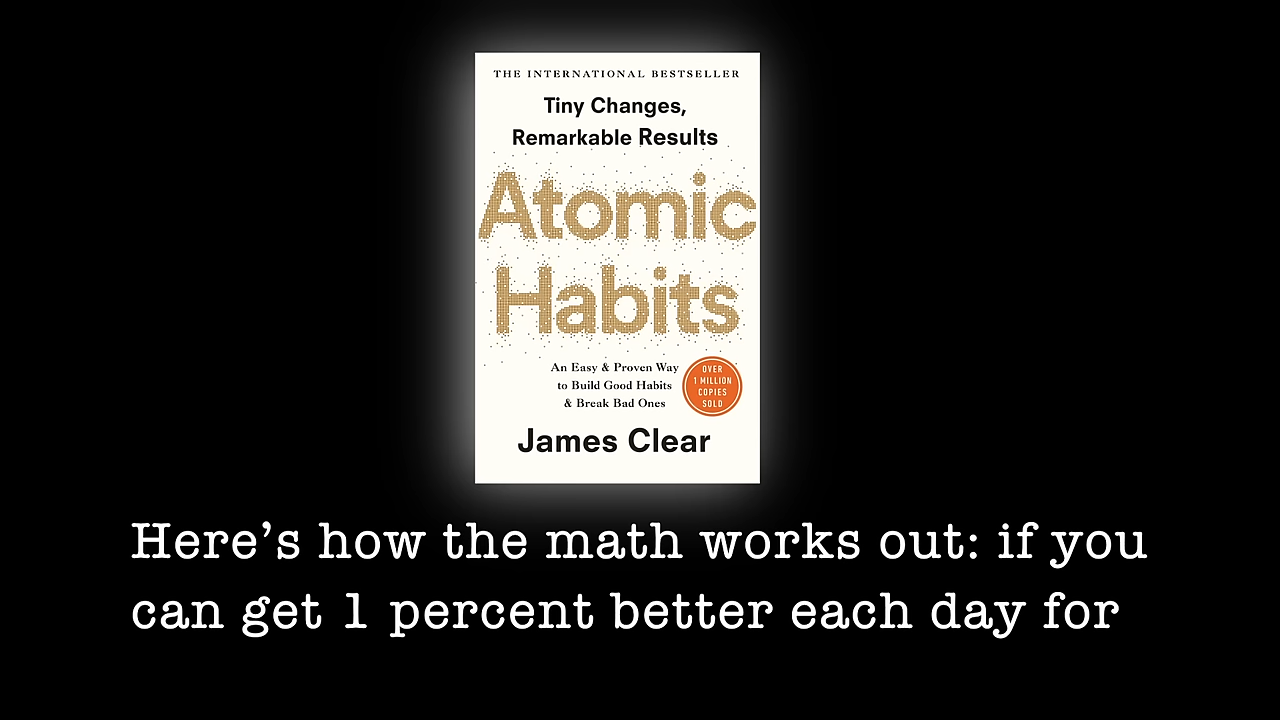 THE INTERNATIONAL BESTSELLER
Tiny Changes,
Remarkable Results
Atomic
Habits
An Easy & Proven Way
to Build Good Habits
& Break Bad Ones
OVER
1 MILLION
COPIES
SOLD
James Clear
Here’s how the math works out: if you
can get 1 percent better each day for